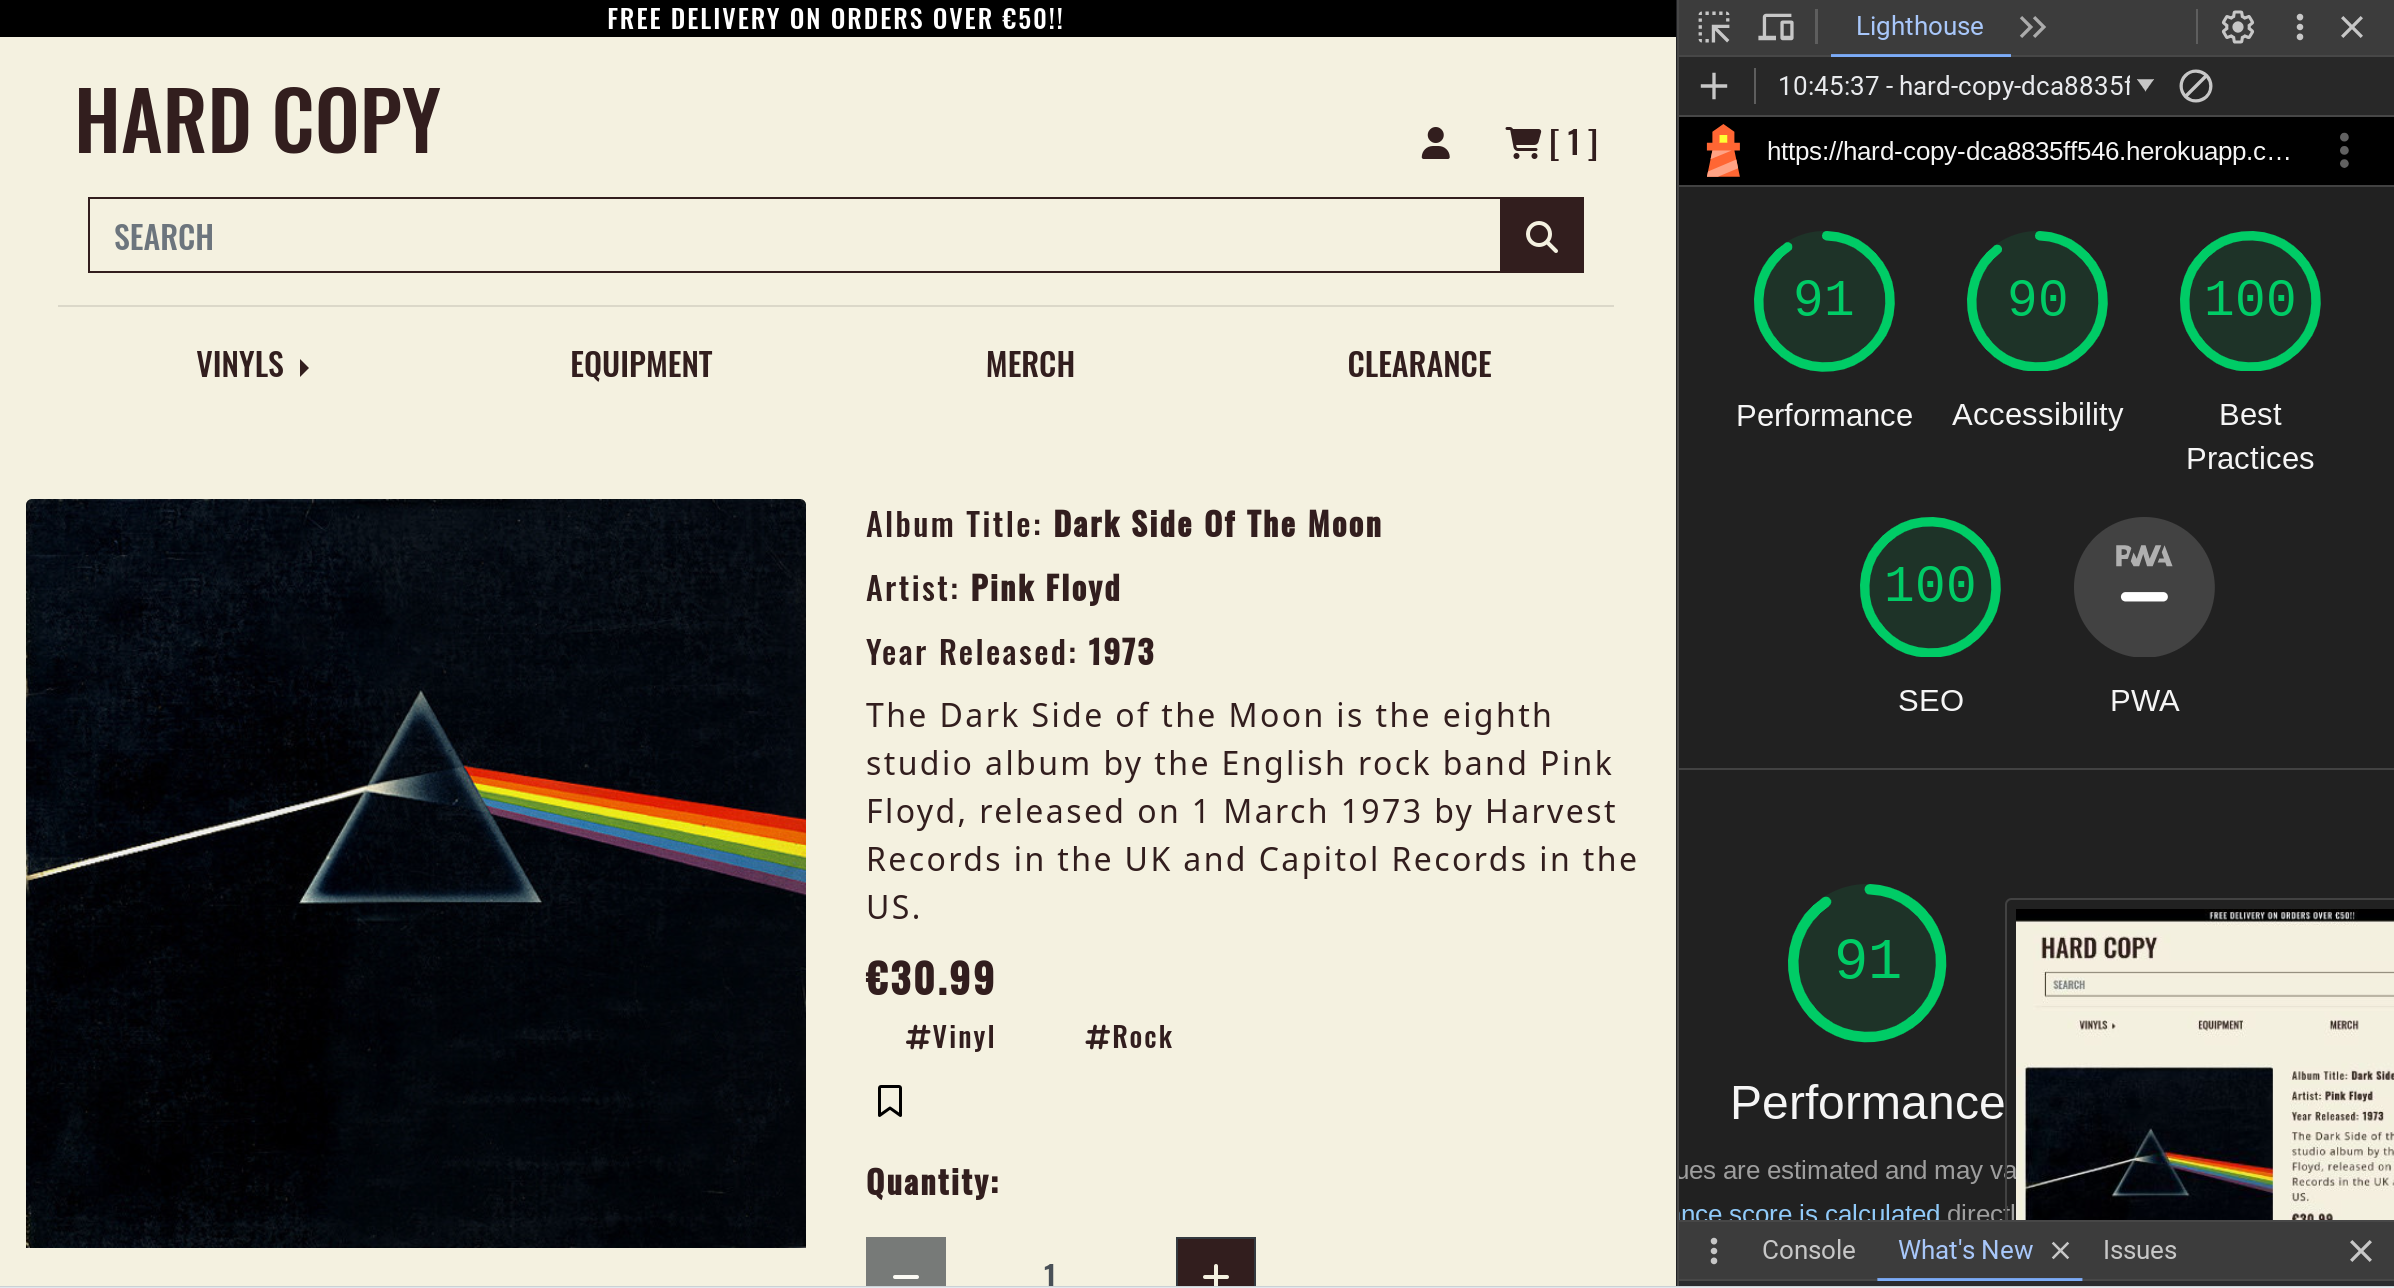 FREE DELIVERY ON ORDERS OVER €50!!
HARD COPY
[ 1 ]
SEARCH
VINYLS
EQUIPMENT
MERCH
CLEARANCE
Album Title: Dark Side Of The Moon
Artist: Pink Floyd
Year Released: 1973
The Dark Side of the Moon is the eighth
studio album by the English rock band Pink
Floyd, released on 1 March 1973 by Harvest
Records in the UK and Capitol Records in the
US.
€30.99
#Vinyl #Rock
Quantity:
1
Lighthouse
10:45:37 - hard-copy-dca8835f
https://hard-copy-dca8835ff546.herokuapp.c…
91
Performance
90
Accessibility
100
Best
Practices
100
SEO
PWA
PWA
91
Performance
ues are estimated and may va
nce score is calculated directl
FREE DELIVERY ON ORDERS OVER €50!!
HARD COPY
SEARCH
VINYLS
EQUIPMENT
MERCH
Album Title: Dark Side
Artist: Pink Floyd
Year Released: 1973
The Dark Side of th
studio album by the
Floyd, released on
Records in the UK
US.
€30.99
Console
What's New
Issues